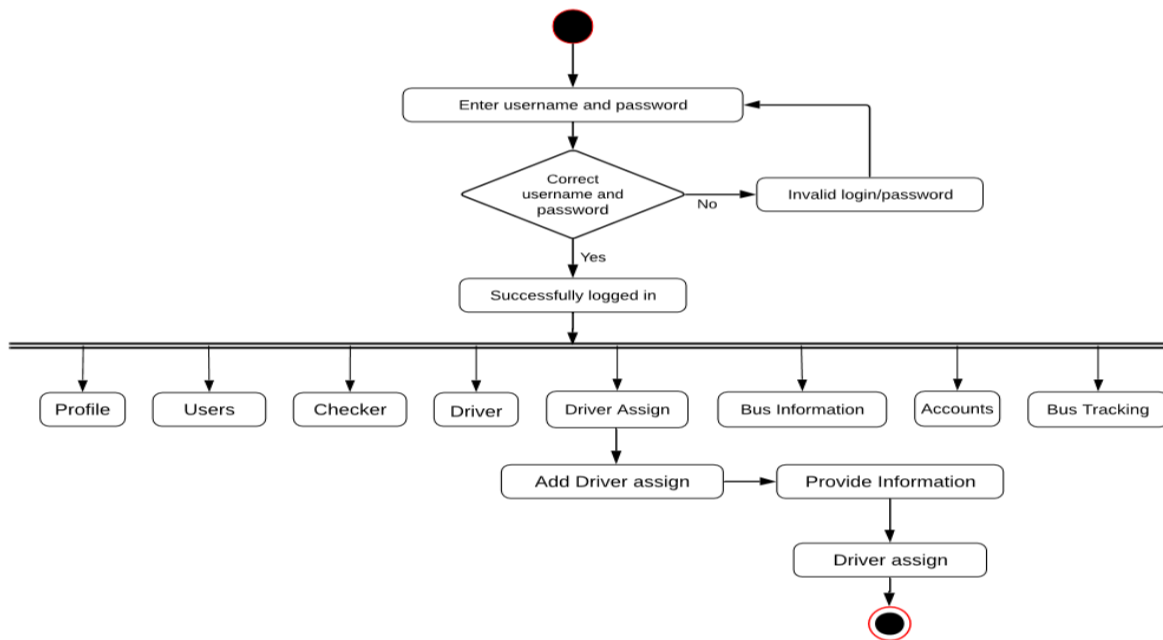 Enter username and password
Correct
username and
password
No
Invalid login/password
Yes
Successfully logged in
Profile
Users
Checker
Driver
Driver Assign
Bus Information
Accounts
Bus Tracking
Add Driver assign
Provide Information
Driver assign